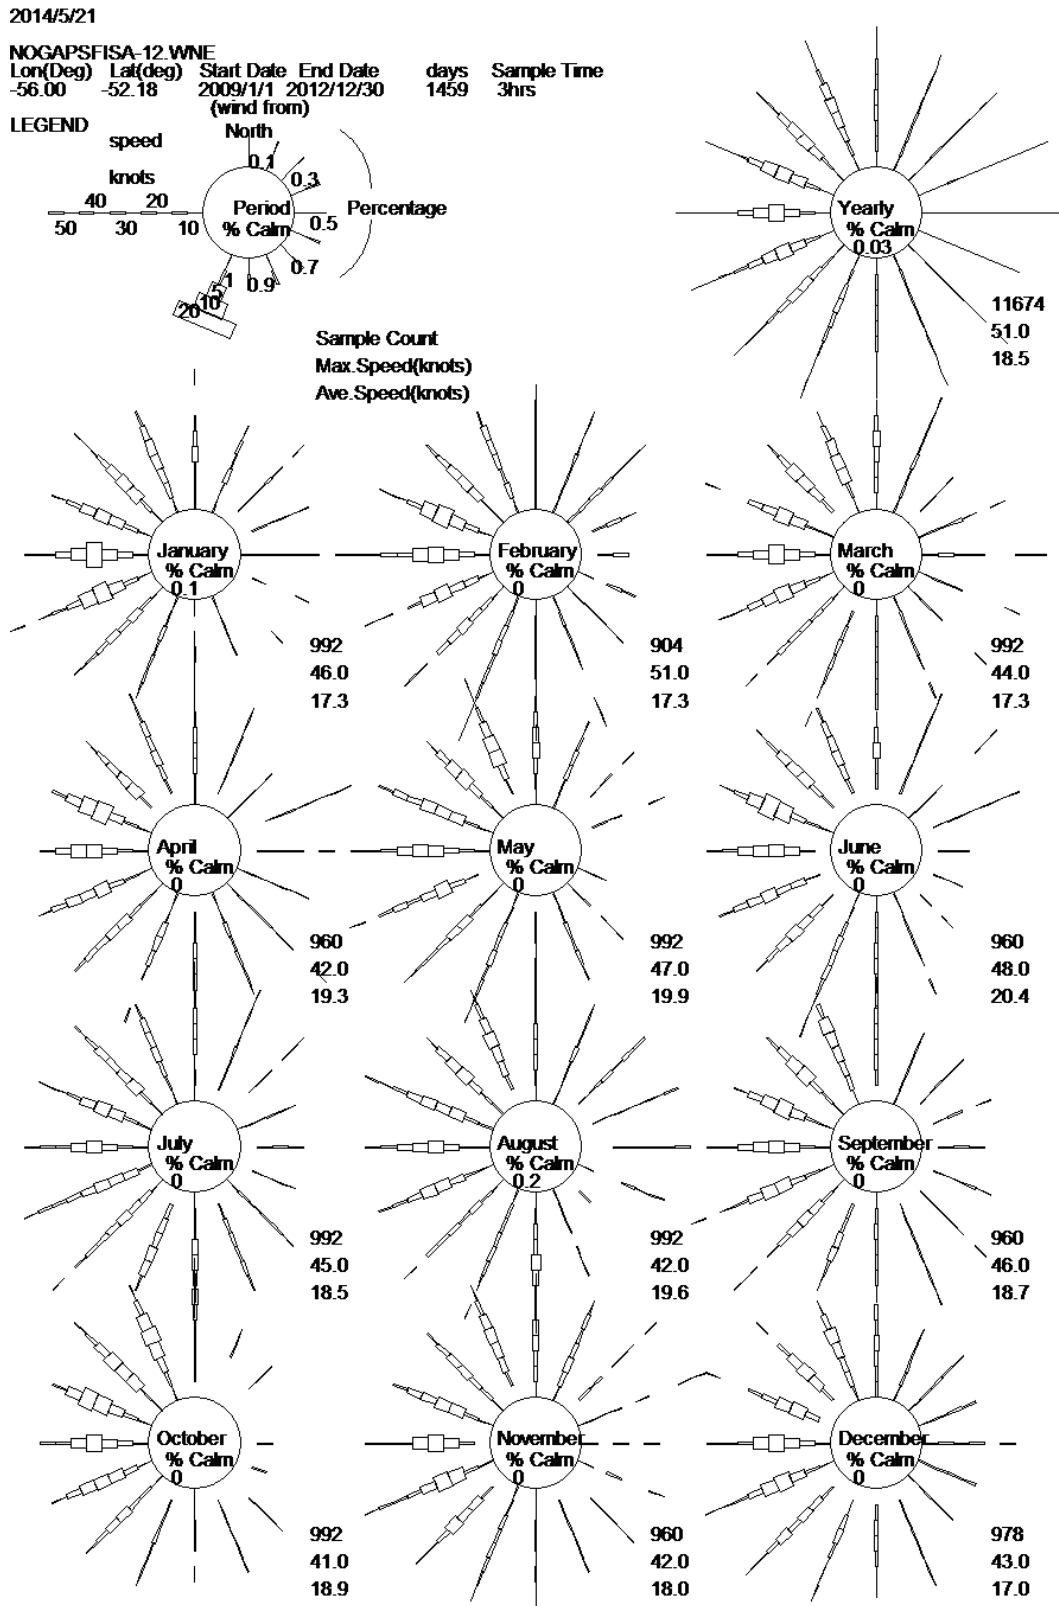 2014/5/21
NOGAPSFISA-12.WNE
Lon(Deg) Lat(deg) Start Date End Date days Sample Time
-56.00 -52.18 2009/1/1 2012/12/30 1459 3hrs
(wind from)
LEGEND
speed
knots
North
40 20
50 30 10
Period
% Calm
0.1
0.3
0.5
0.7
0.9
1
5
10
20
Percentage
Sample Count
Max.Speed(knots)
Ave.Speed(knots)
Yearly
% Calm
0.03
11674
51.0
18.5
January
% Calm
0.1
992
46.0
17.3
February
% Calm
0
904
51.0
17.3
March
% Calm
0
992
44.0
17.3
April
% Calm
0
960
42.0
19.3
May
% Calm
0
992
47.0
19.9
June
% Calm
0
960
48.0
20.4
July
% Calm
0
992
45.0
18.5
August
% Calm
0.2
992
42.0
19.6
September
% Calm
0
960
46.0
18.7
October
% Calm
0
992
41.0
18.9
November
% Calm
0
960
42.0
18.0
December
% Calm
0
978
43.0
17.0